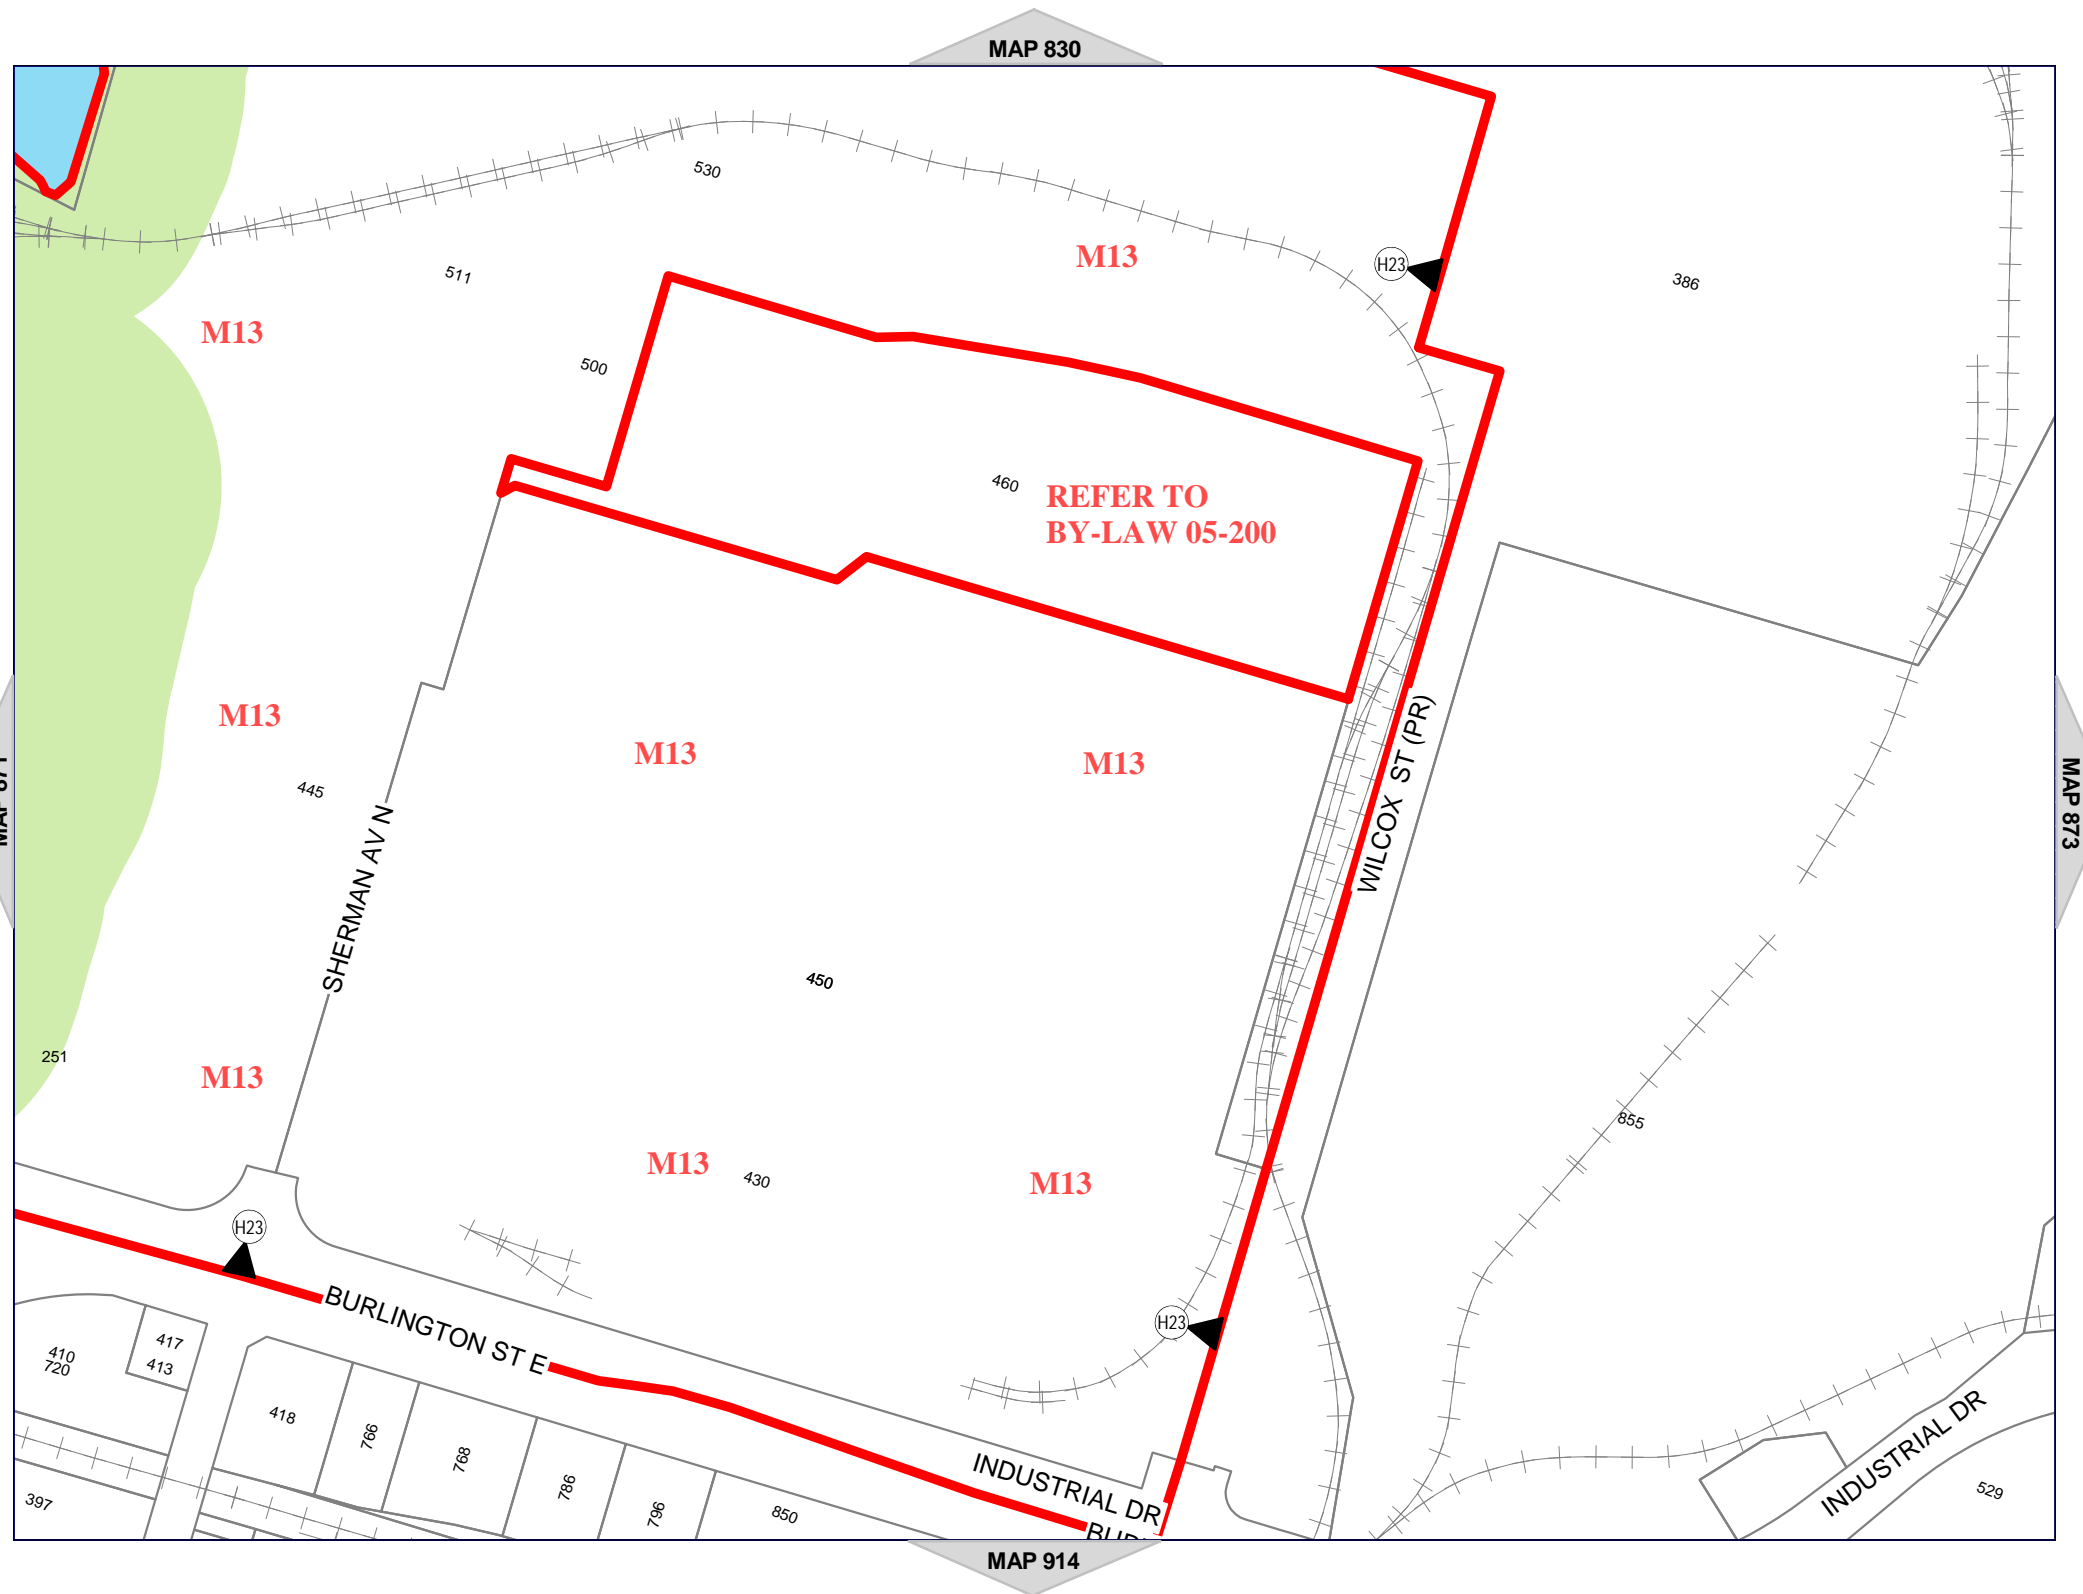 MAP 830
530
M13
H23
511
386
M13
500
460
REFER TO
BY-LAW 05-200
M13
M13
M13
445
WILCOX ST (PR)
MAP 873
SHERMAN AV N
450
251
M13
855
M13
430
M13
H23
BURLINGTON ST E
H23
417
410
413
720
418
766
768
786
796
850
INDUSTRIAL DR
INDUSTRIAL DR
397
529
MAP 914